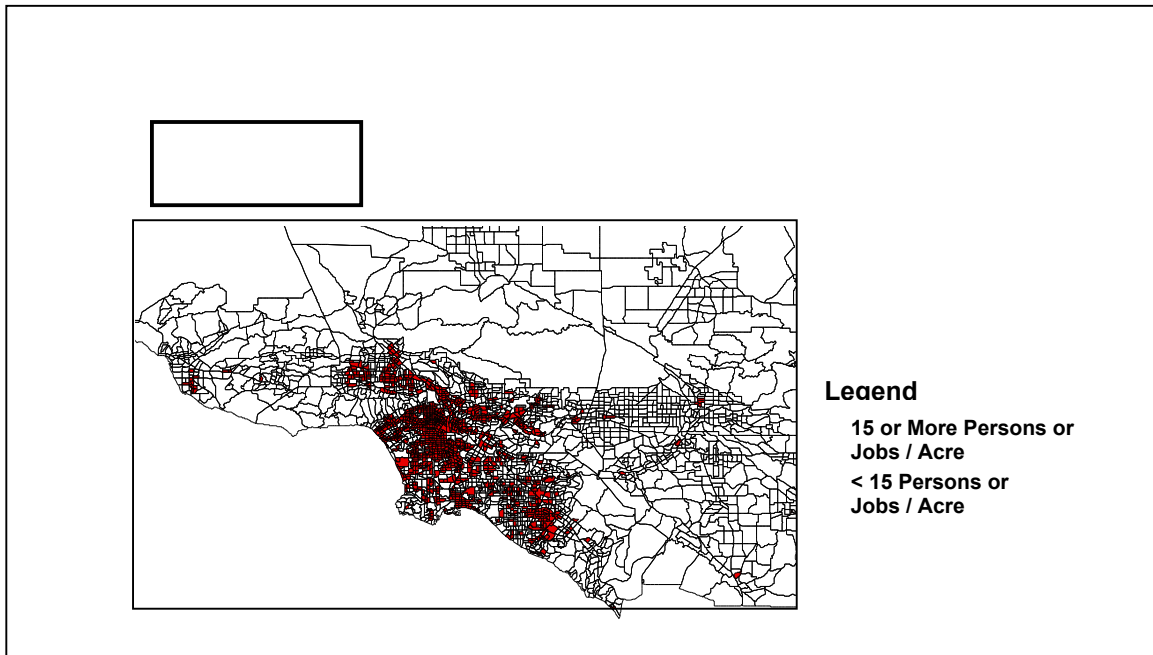 Legend
15 or More Persons or
Jobs / Acre
< 15 Persons or
Jobs / Acre